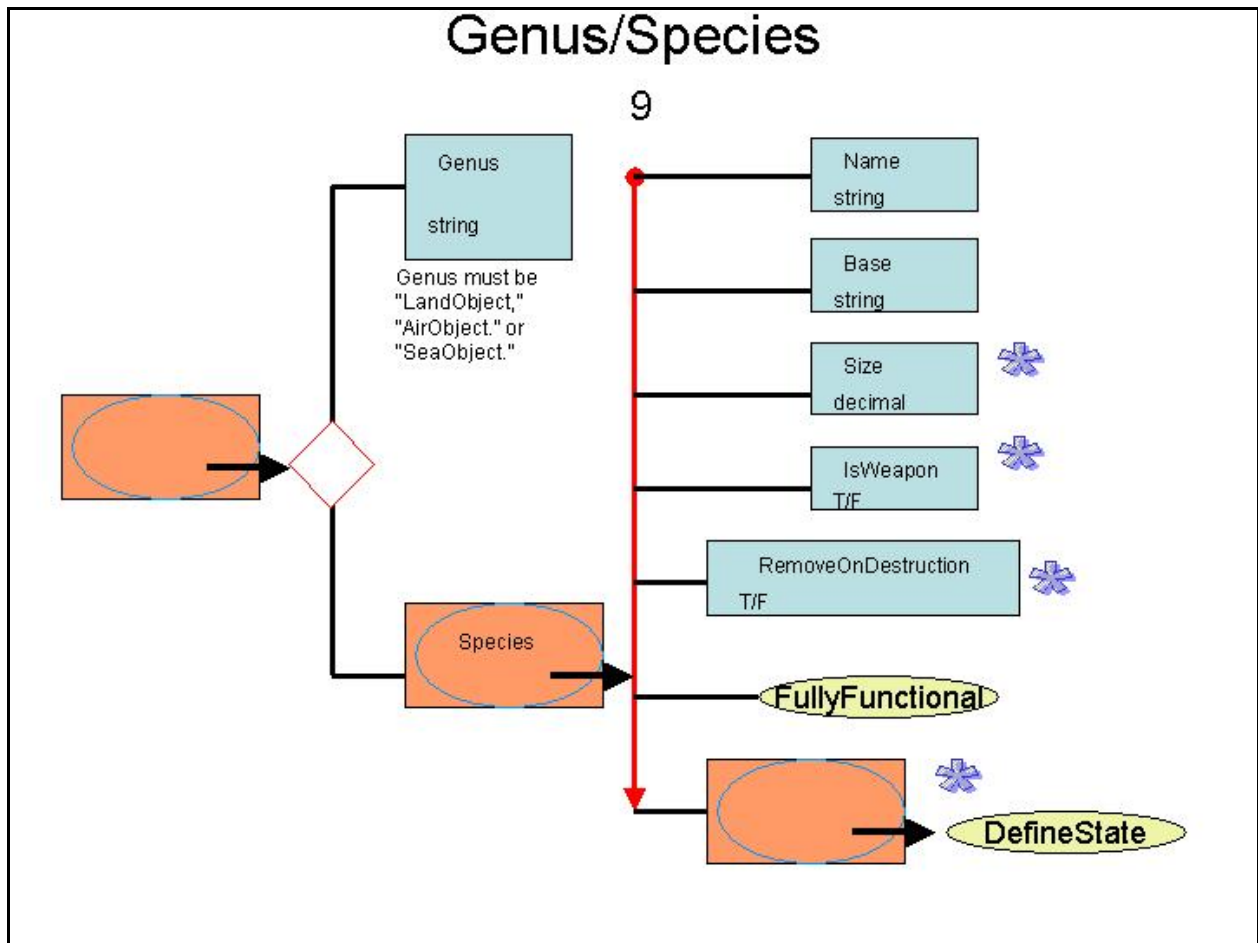 Genus/Species
9
Genus
string
Genus must be
"LandObject,"
"AirObject." or
"SeaObject."
Name
string
Base
string
Size
decimal
IsWeapon
T/F
RemoveOnDestruction
T/F
Species
FullyFunctional
DefineState